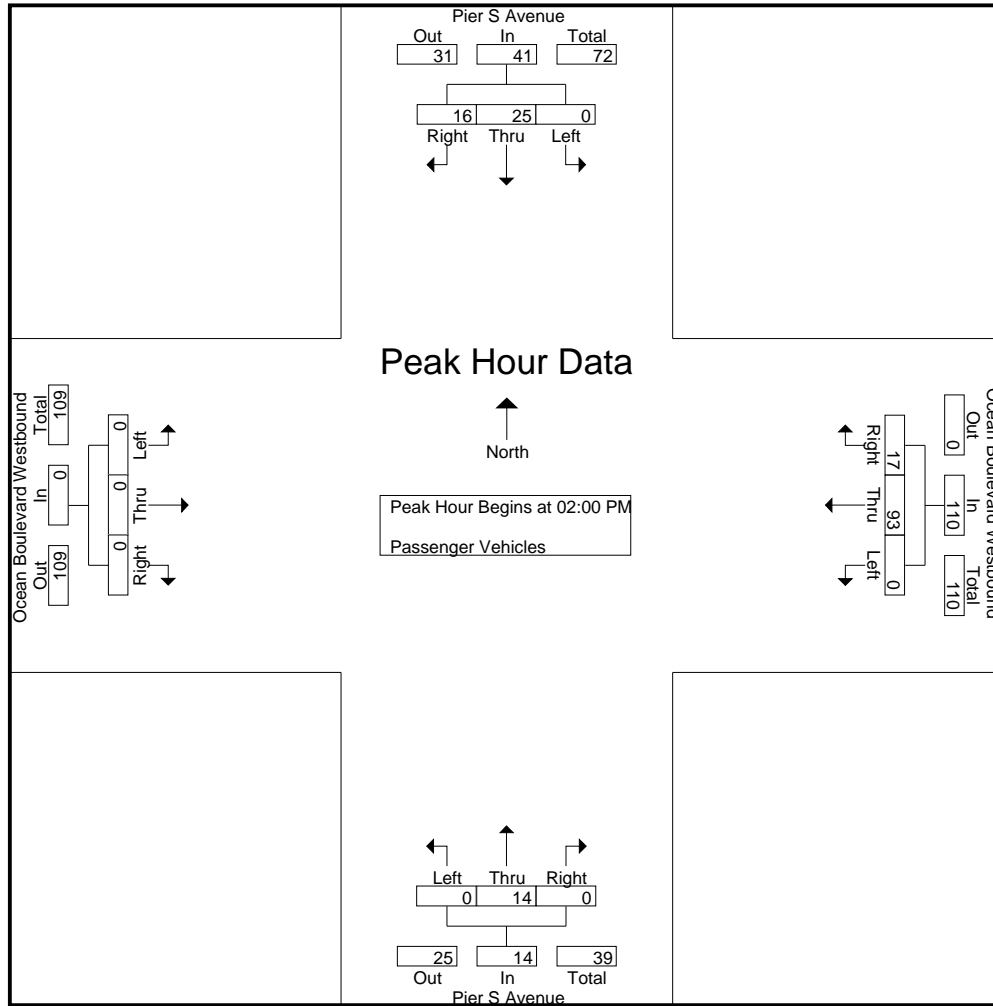 Pier S Avenue
Out In Total
31 41 72
16 25 0
Right Thru Left
Peak Hour Data
North
Peak Hour Begins at 02:00 PM
Passenger Vehicles
Ocean Boulevard Westbound
Total In Out
109 0 109
0 0 0
Left Thru Right
Ocean Boulevard Westbound
Out In Total
0 110 110
17 93 0
Right Thru Left
Left Thru Right
0 14 0
25 14 39
Out In Total
Pier S Avenue